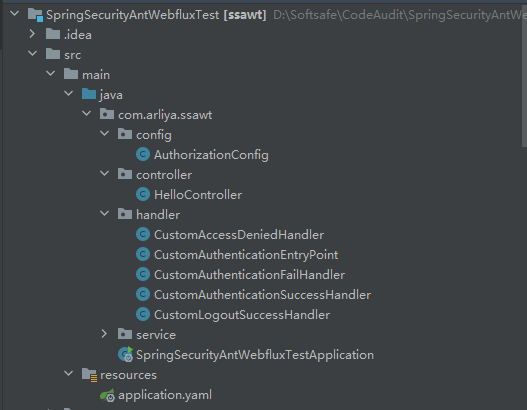 SpringSecurityAntWebfluxTest [ssawt] D:\Softsafe\CodeAudit\SpringSecurityAntWe
.idea
src
main
java
com.arliya.ssawt
config
AuthorizationConfig
controller
HelloController
handler
CustomAccessDeniedHandler
CustomAuthenticationEntryPoint
CustomAuthenticationFailHandler
CustomAuthenticationSuccessHandler
CustomLogoutSuccessHandler
service
SpringSecurityAntWebfluxTestApplication
resources
application.yaml